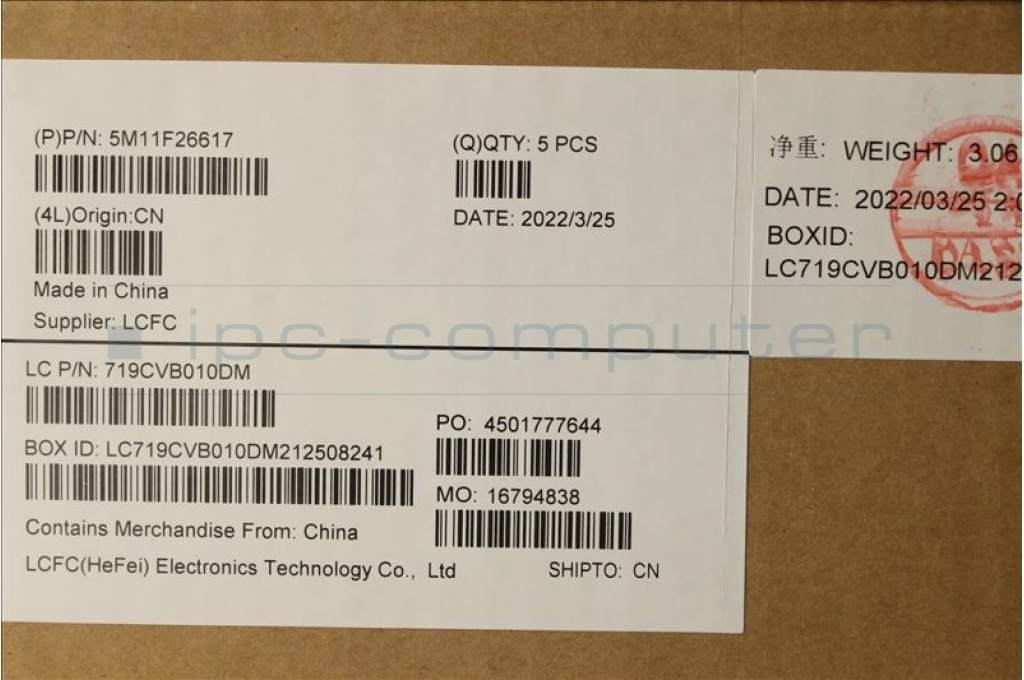 (P)P/N: 5M11F26617
(Q)QTY: 5 PCS
(4L)Origin:CN
DATE: 2022/3/25
Made in China
Supplier: LCFC
净重: WEIGHT: 3.06
DATE: 2022/03/25 2:0
BOXID:
LC719CVB010DM212
ipc-computer
LC P/N: 719CVB010DM
PO: 4501777644
BOX ID: LC719CVB010DM212508241
MO: 16794838
Contains Merchandise From: China
LCFC(HeFei) Electronics Technology Co., Ltd
SHIPTO: CN